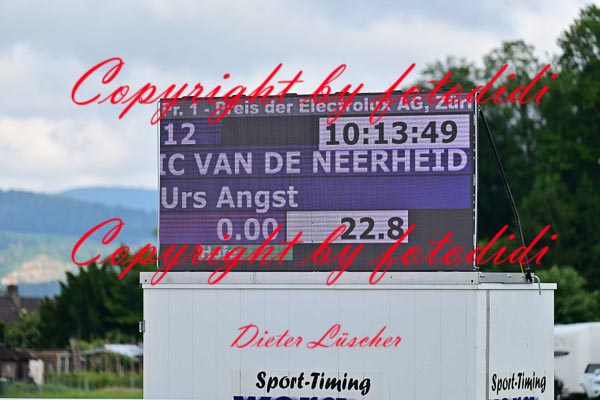 Copyright by fotodidi
Pr. 1 - Preis der Electrolux AG, Züri
12 10:13:49
IC VAN DE NEERHEID
Urs Angst
0.00 22.8
Copyright by fotodidi
Dieter Lüscher
Sport-Timing Sport-Timing